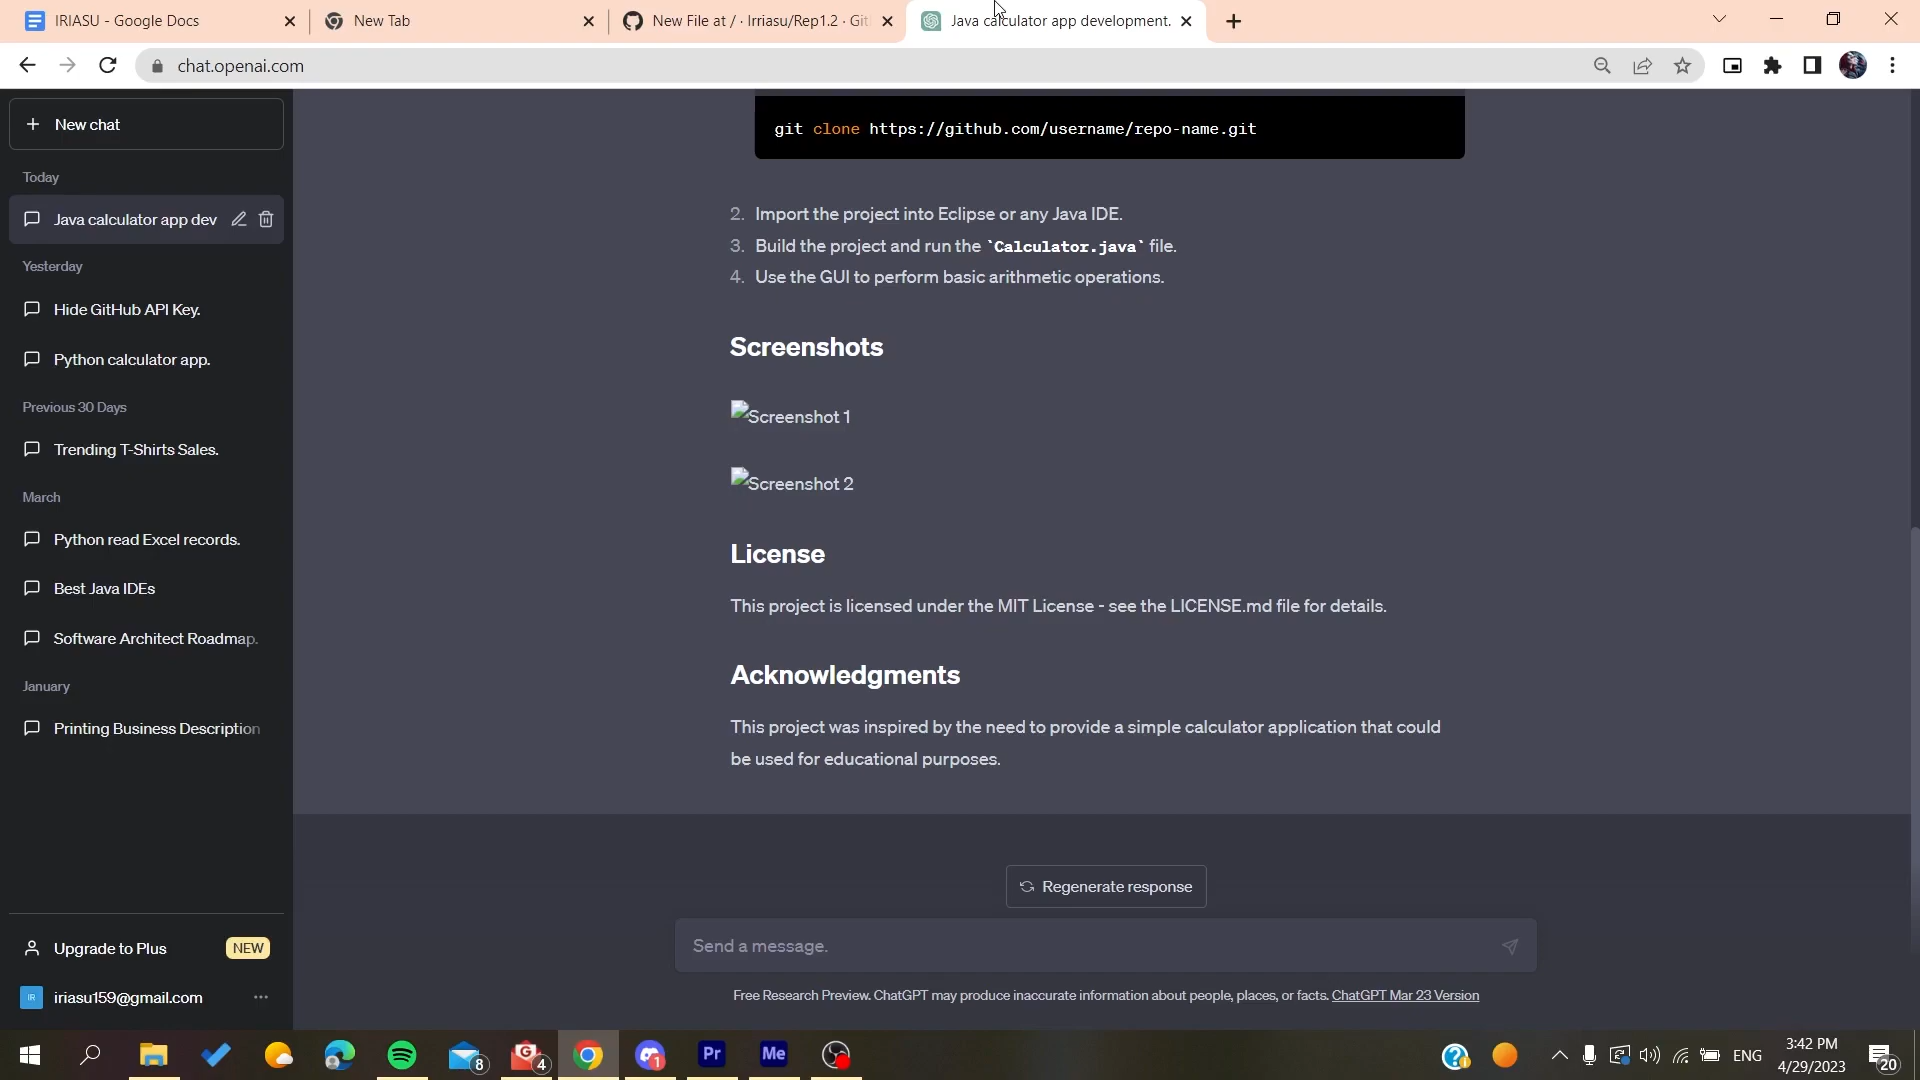 IRIASU - Google Docs
New Tab
New File at / · Irriasu/Rep1.2 · Git
Java calculator app development.
chat.openai.com
New chat
Today
Java calculator app dev
Yesterday
Hide GitHub API Key.
Python calculator app.
Previous 30 Days
Trending T-Shirts Sales.
March
Python read Excel records.
Best Java IDEs
Software Architect Roadmap.
January
Printing Business Description
Upgrade to Plus
NEW
IR
iriasu159@gmail.com
git clone https://github.com/username/repo-name.git
2. Import the project into Eclipse or any Java IDE.
3. Build the project and run the `Calculator.java` file.
4. Use the GUI to perform basic arithmetic operations.
Screenshots
Screenshot 1
Screenshot 2
License
This project is licensed under the MIT License - see the LICENSE.md file for details.
Acknowledgments
This project was inspired by the need to provide a simple calculator application that could
be used for educational purposes.
Regenerate response
Send a message.
Free Research Preview. ChatGPT may produce inaccurate information about people, places, or facts. ChatGPT Mar 23 Version
8
G
4
1
Pr
Me
ENG
3:42 PM
4/29/2023
20